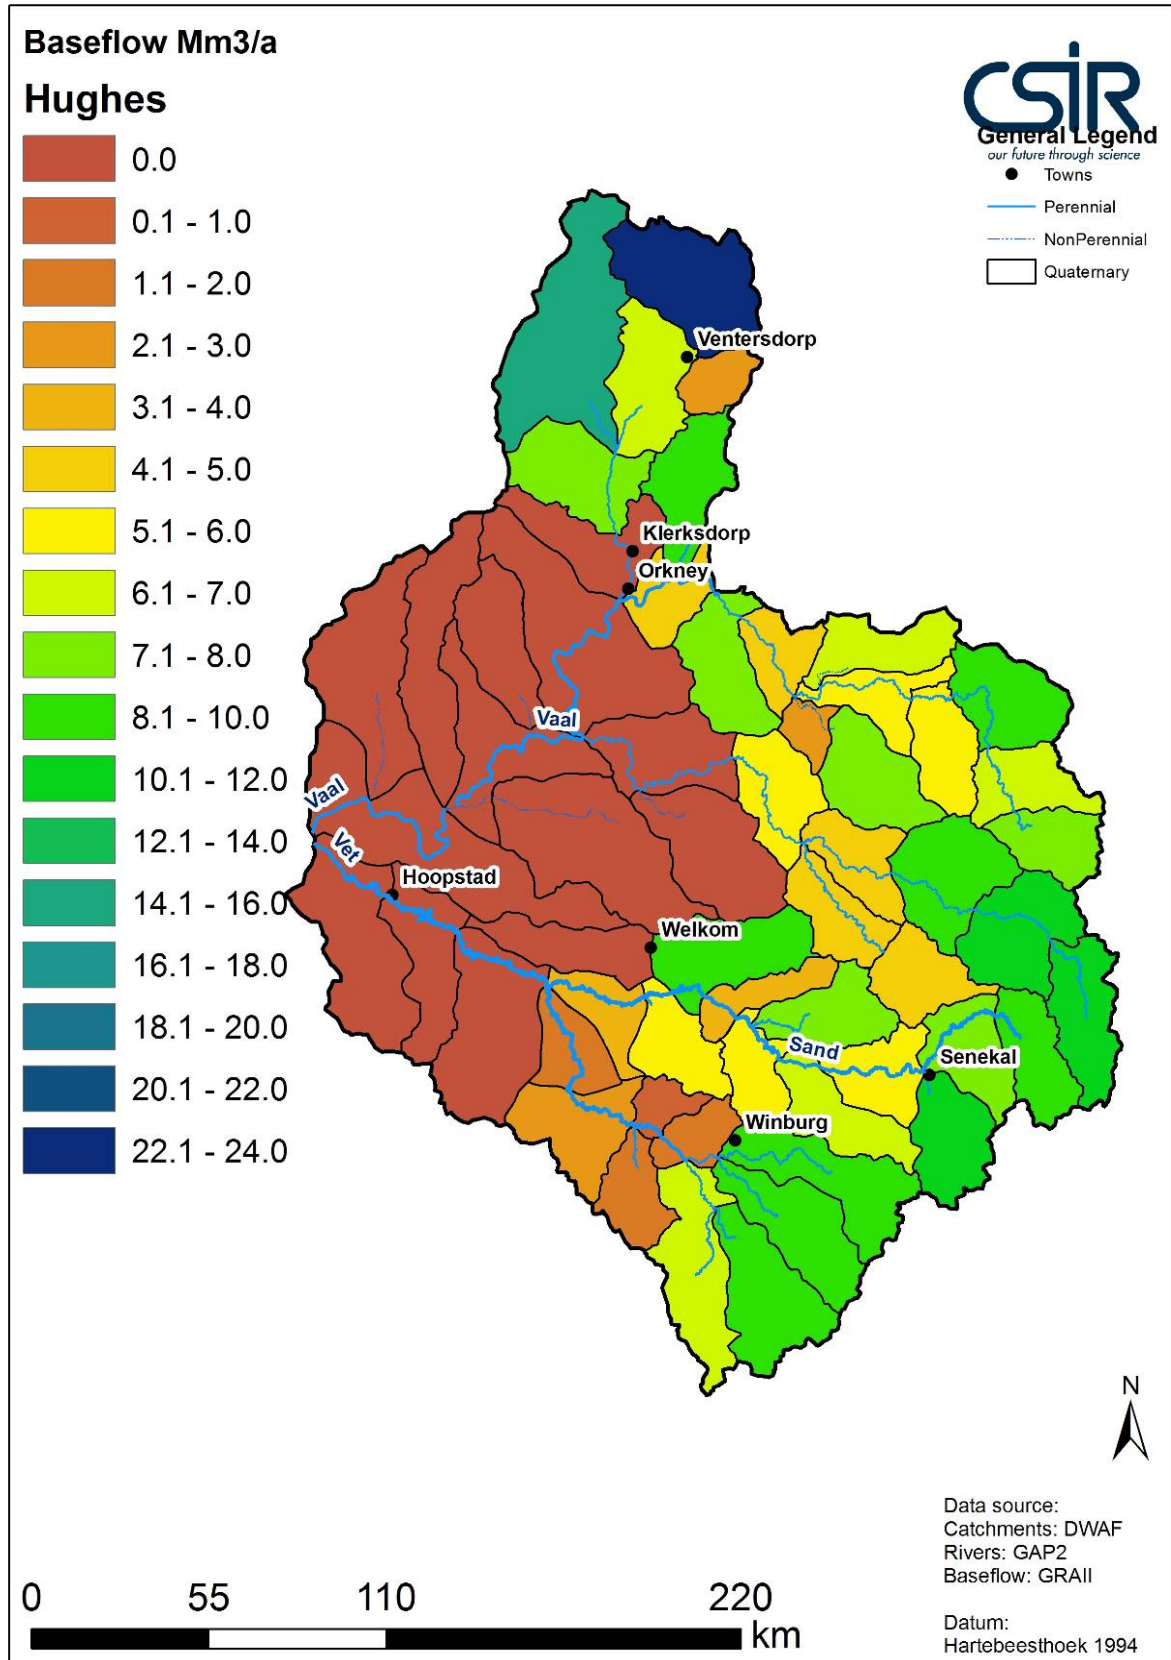 Baseflow Mm3/a
Hughes
0.0
0.1 - 1.0
1.1 - 2.0
2.1 - 3.0
3.1 - 4.0
4.1 - 5.0
5.1 - 6.0
6.1 - 7.0
7.1 - 8.0
8.1 - 10.0
10.1 - 12.0
12.1 - 14.0
14.1 - 16.0
16.1 - 18.0
18.1 - 20.0
20.1 - 22.0
22.1 - 24.0
CSIR
General Legend
our future through science
Towns
Perennial
NonPerennial
Quaternary
Ventersdorp
Klerksdorp
Orkney
Vaal
Vaal
Vet
Hoopstad
Welkom
Sand
Senekal
Winburg
N
Data source:
Catchments: DWAF
Rivers: GAP2
Baseflow: GRAII
Datum:
Hartebeesthoek 1994
0 55 110 220
km